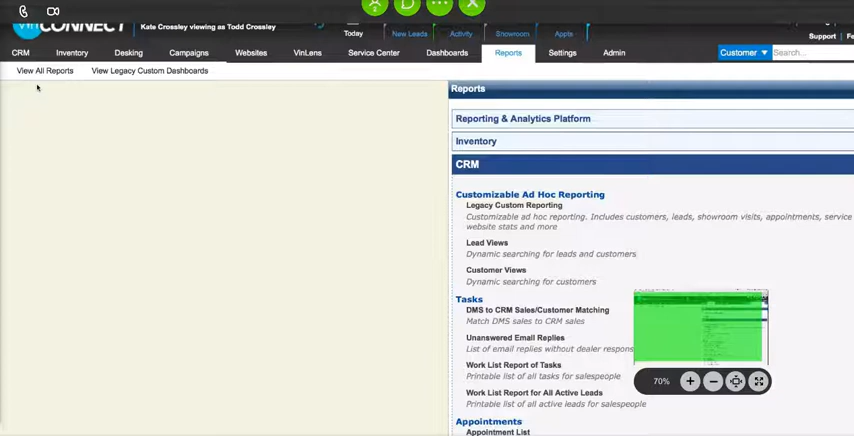 CONNECT
Kate Crossley viewing as Todd Crossley
Today New Leads Activity Showroom Appts
Support
CRM Inventory Desking Campaigns Websites VinLens Service Center Dashboards Reports Settings Admin Customer Search...
View All Reports View Legacy Custom Dashboards
Reports
Reporting & Analytics Platform
Inventory
CRM
Customizable Ad Hoc Reporting
Legacy Custom Reporting
Customizable ad hoc reporting. Includes customers, leads, showroom visits, appointments, service
website stats and more
Lead Views
Dynamic searching for leads and customers
Customer Views
Dynamic searching for customers
Tasks
DMS to CRM Sales/Customer Matching
Match DMS sales to CRM sales
Unanswered Email Replies
List of email replies without dealer respons
Work List Report of Tasks
Printable list of all tasks for salespeople
70%
Work List Report for All Active Leads
Printable list of all active leads for salespeople
Appointments
Appointment List